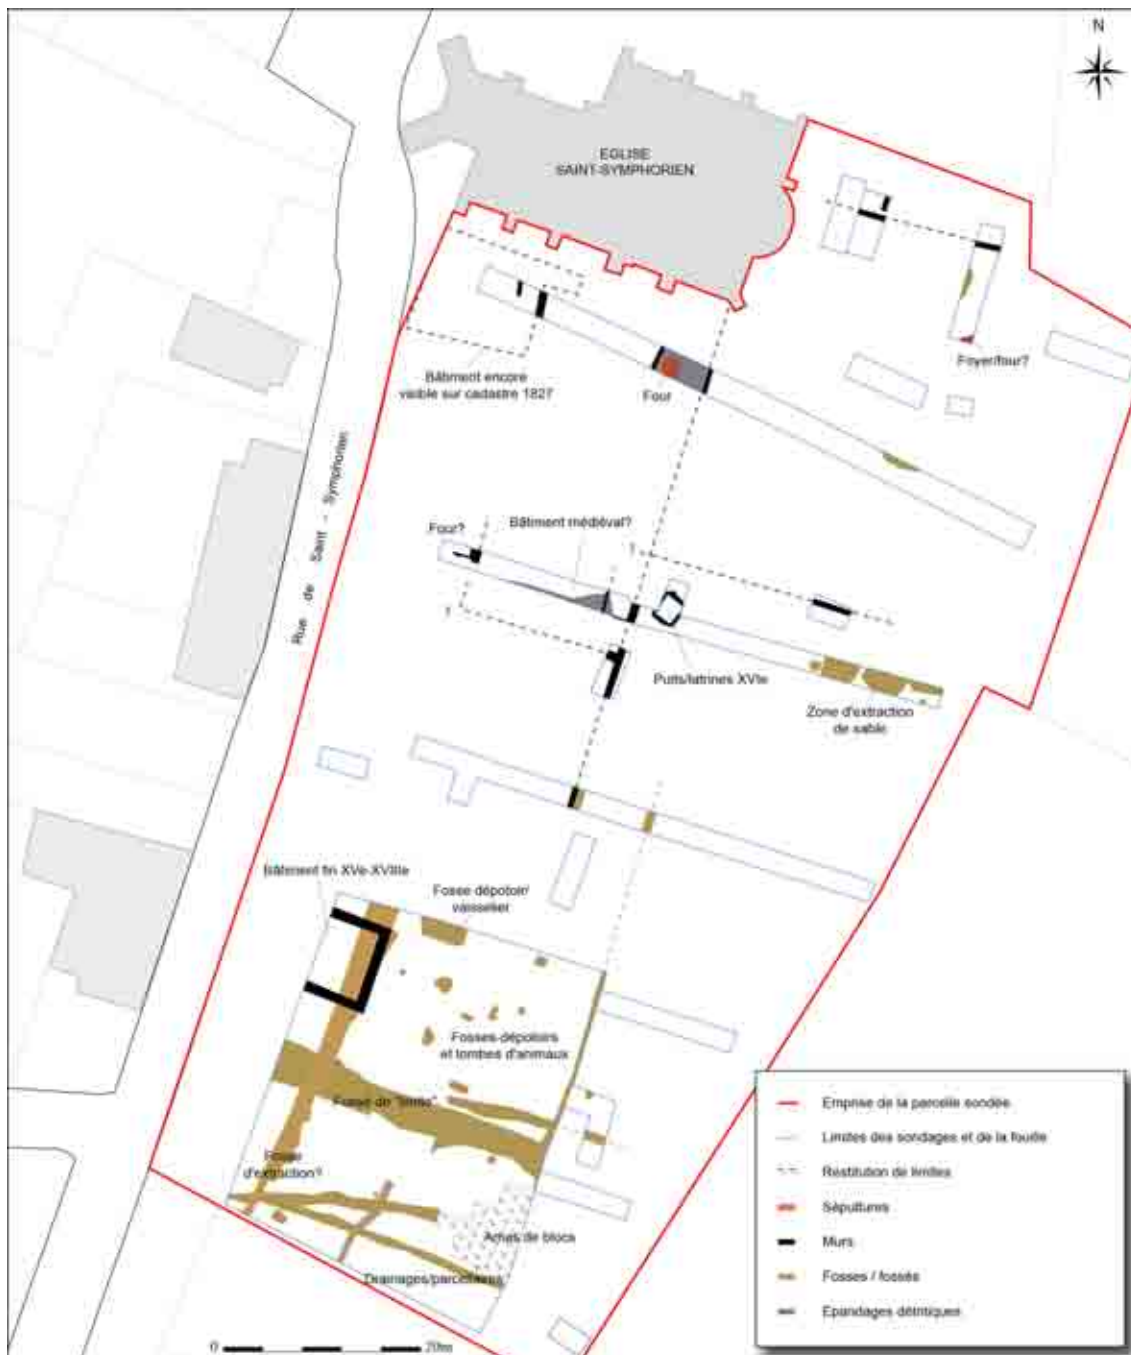 N
EGLISE
SAINT-SYMPHORIEN
Foyer/four?
Bâtiment encore
visible sur cadastre 1827
Four
Rue de Saint - Symphorien
Four?
Bâtiment médiéval?
?
?
Puits/latrines XVIe
Zone d'extraction
de sable
Bâtiment fin XVe-XVIIIe
Fosse dépotoir/
vaisselier
Fosses-dépotoirs
et tombes d'animaux
Fossé de "limite"
Fosse
d'extraction?
Amas de blocs
Drainages/parcellaires
0 20m
Emprise de la parcelle sondée
Limites des sondages et de la fouille
Restitution de limites
Sépultures
Murs
Fosses / fossés
Epandages détritiques